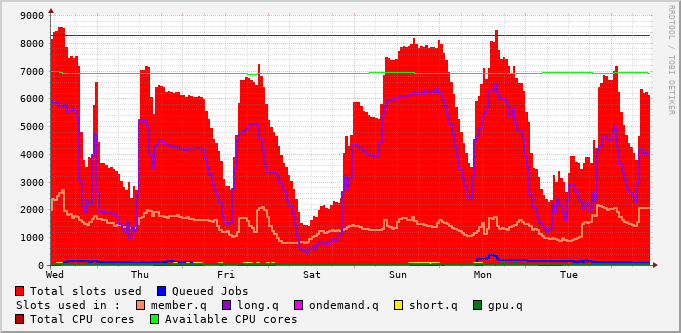 9000
8000
7000
6000
5000
4000
3000
2000
1000
0
Wed Thu Fri Sat Sun Mon Tue
RRDTOOL / TOBI OETIKER
Total slots used Queued Jobs
Slots used in : member.q long.q ondemand.q short.q gpu.q
Total CPU cores Available CPU cores